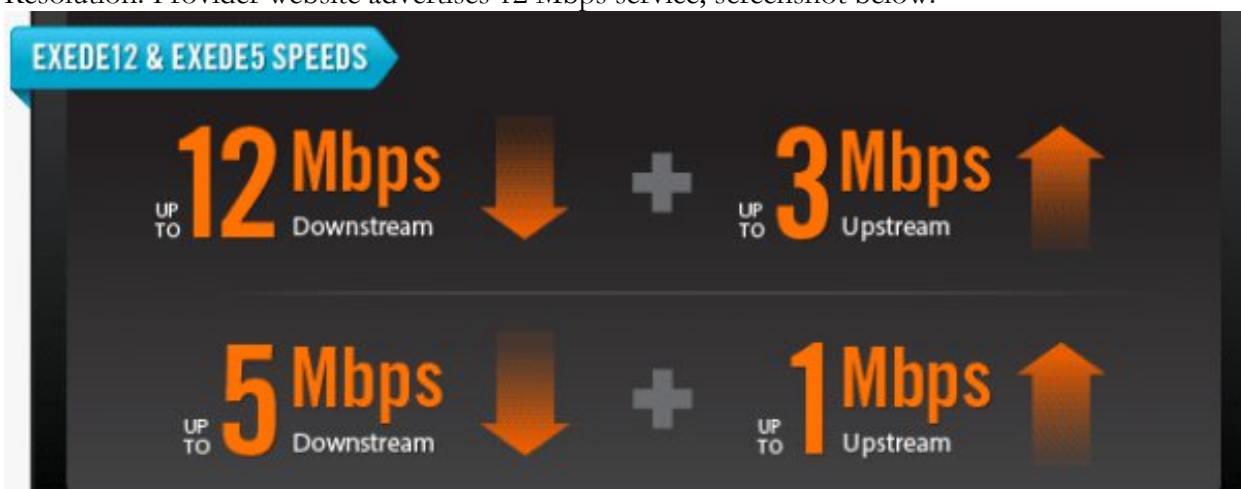 Resolution: Provider website advertises 12 Mbps service, screenshot below:
EXEDE12 & EXEDE5 SPEEDS
UP TO 12 Mbps Downstream + UP TO 3 Mbps Upstream
UP TO 5 Mbps Downstream + UP TO 1 Mbps Upstream